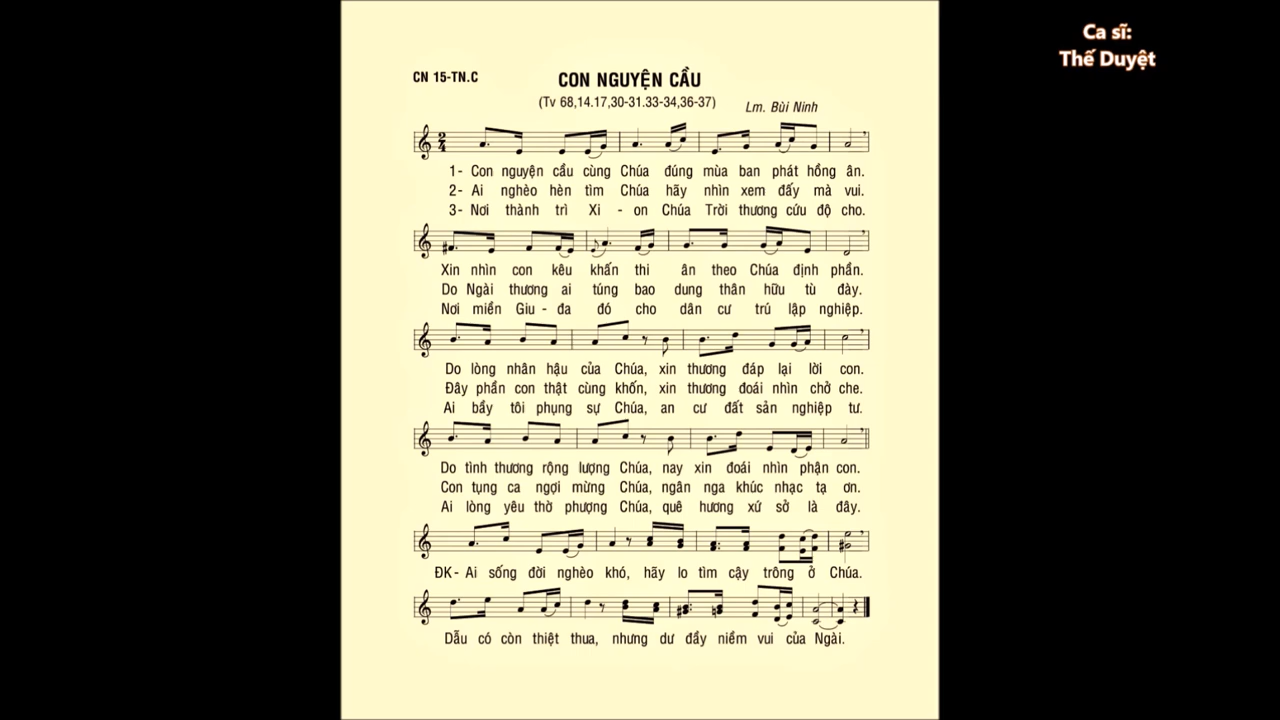 Ca sĩ:
Thế Duyệt
CN 15-TN.C
CON NGUYỆN CẦU
(Tv 68,14.17,30-31.33-34,36-37)
Lm. Bùi Ninh
1- Con nguyện cầu cùng Chúa đúng mùa ban phát hồng ân.
2- Ai nghèo hèn tìm Chúa hãy nhìn xem đấy mà vui.
3- Nơi thành trì Xi - on Chúa Trời thương cứu độ cho.
Xin nhìn con kêu khấn thi ân theo Chúa định phần.
Do Ngài thương ai túng bao dung thân hữu tù đày.
Nơi miền Giu - đa đó cho dân cư trú lập nghiệp.
Do lòng nhân hậu của Chúa, xin thương đáp lại lời con.
Đây phần con thật cùng khốn, xin thương đoái nhìn chở che.
Ai bầy tôi phụng sự Chúa, an cư đất sản nghiệp tư.
Do tình thương rộng lượng Chúa, nay xin đoái nhìn phận con.
Con tụng ca ngợi mừng Chúa, ngân nga khúc nhạc tạ ơn.
Ai lòng yêu thờ phượng Chúa, quê hương xứ sở là đây.
ĐK- Ai sống đời nghèo khó, hãy lo tìm cậy trông ở Chúa.
Dẫu có còn thiệt thua, nhưng dư đầy niềm vui của Ngài.